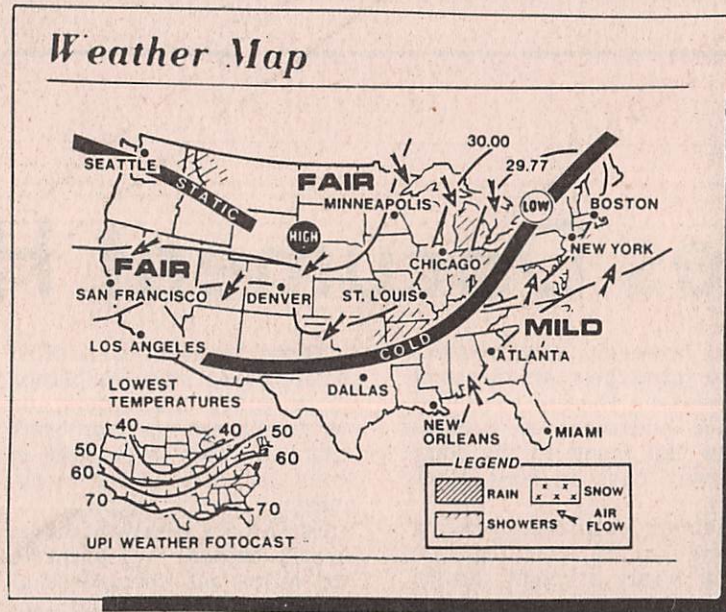 Weather Map
30.00
29.77
SEATTLE
STATIC
FAIR
MINNEAPOLIS
LOW
BOSTON
HIGH
NEW YORK
FAIR
CHICAGO
SAN FRANCISCO
DENVER
ST. LOUIS
MILD
LOS ANGELES
COLD
ATLANTA
DALLAS
LOWEST
TEMPERATURES
NEW
ORLEANS
MIAMI
40
40
50
50
60
60
70
70
LEGEND
RAIN
SNOW
SHOWERS
AIR
FLOW
UPI WEATHER FOTOCAST